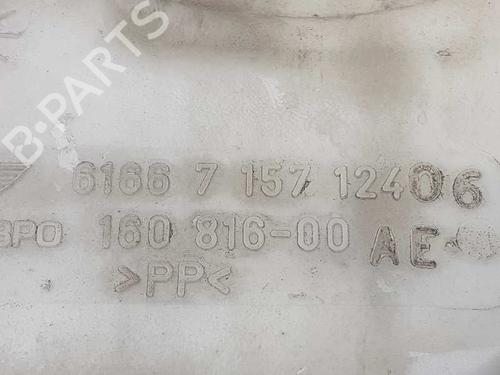 B-PARTS
6166 7 157 12406
BPO 160 816-00 AE
>PP<